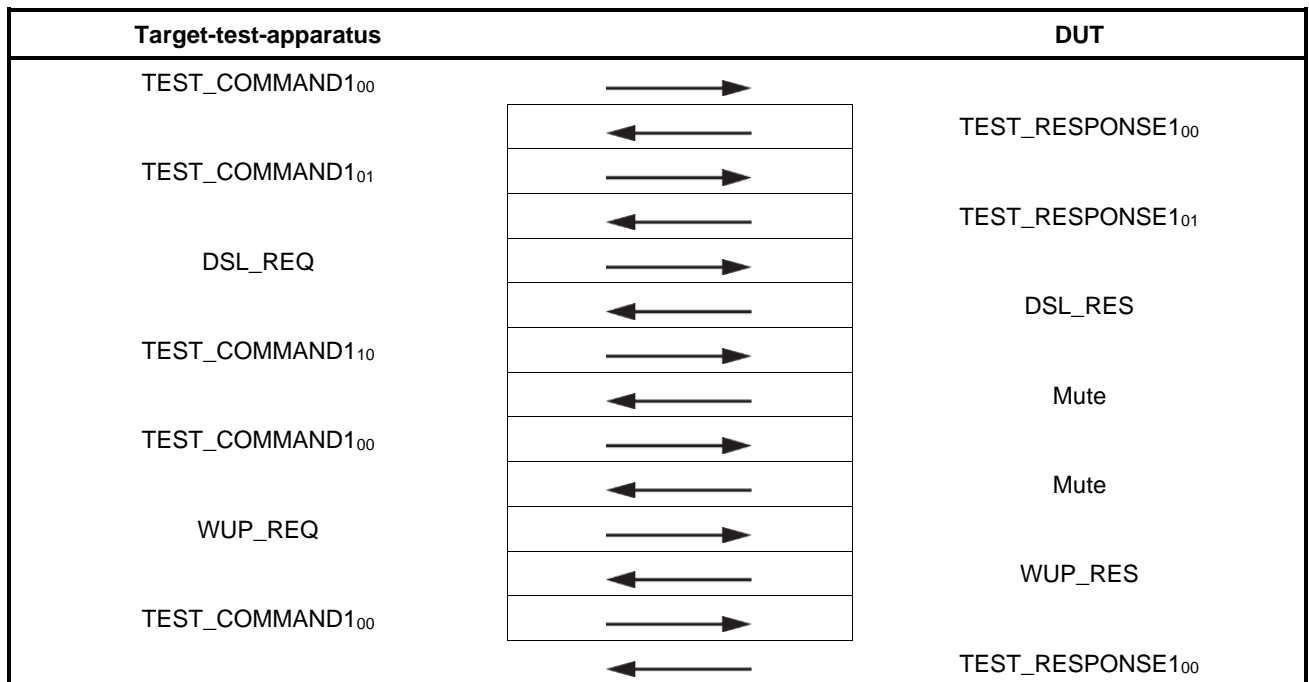 Target-test-apparatus DUT
TEST_COMMAND1₀₀
TEST_RESPONSE1₀₀
TEST_COMMAND1₀₁
TEST_RESPONSE1₀₁
DSL_REQ
DSL_RES
TEST_COMMAND1₁₀
Mute
TEST_COMMAND1₀₀
Mute
WUP_REQ
WUP_RES
TEST_COMMAND1₀₀
TEST_RESPONSE1₀₀